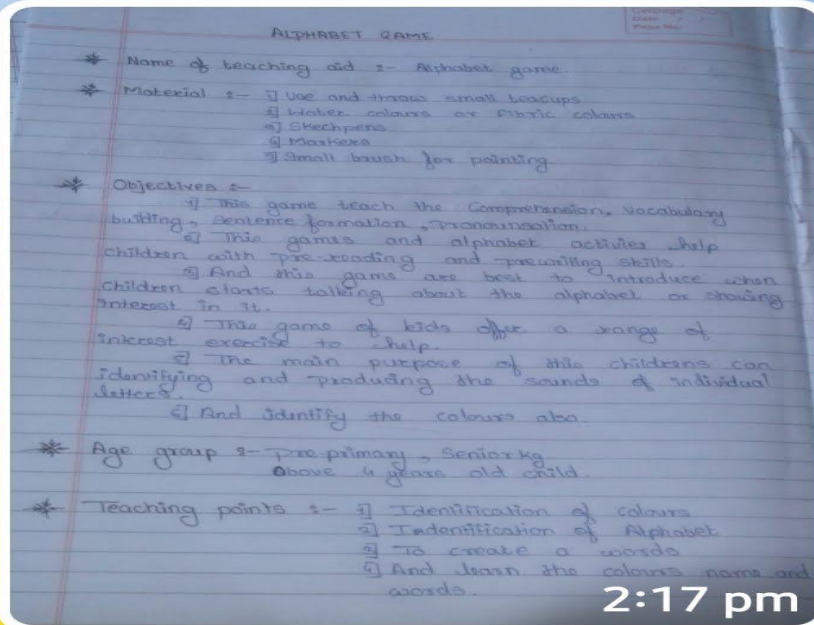 ALPHABET GAME
* Name of teaching aid :- Alphabet game.
* Material :- 1] Use and throw small teacups
2] Water colours or Fibric colours
3] Skechpens
4] Markers
5] Small brush for painting
* Objectives :-
1] This game teach the Comprehension, vocabulary
building, sentence formation, pronounsation.
2] This games and alphabet activies help
children with pre-reading and prewriting skills.
3] And this game are best to introduce when
children starts talking about the alphabet or showing
interest in it.
4] This game of kids offer a range of
interest exercise to help.
5] The main purpose of this childrens can
identifying and producing the sounds of individual
letters.
6] And identify the colours also.
* Age group :- Pre primary, Senior kg
above 4 years old child.
* Teaching points :- 1] Identification of colours
2] Indentification of Alphabet
3] To create a words
4] And learn the colours name and
words.
2:17 pm